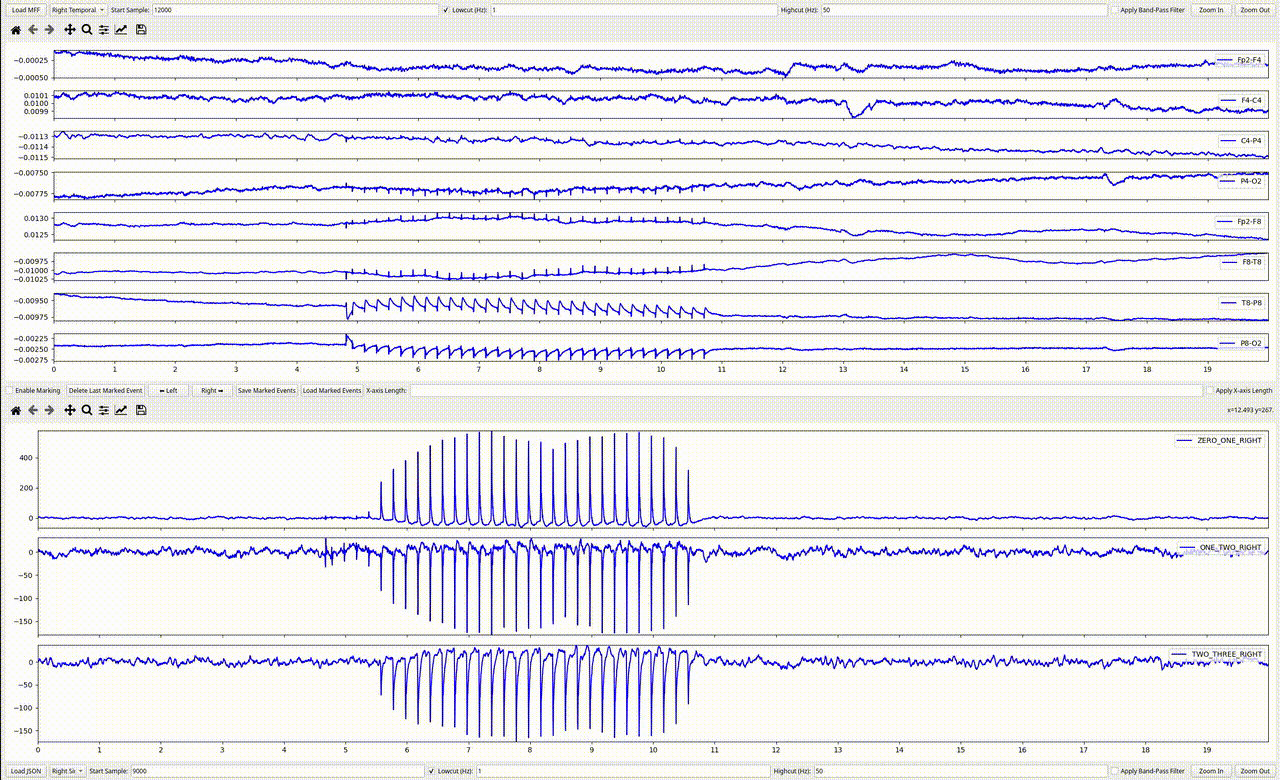 Load MFF Right Temporal Start Sample: 12000 Lowcut (Hz): 1 Highcut (Hz): 50 Apply Band-Pass Filter Zoom In Zoom Out
−0.00025
−0.00050
Fp2-F4
0.0101
0.0100
0.0099
F4-C4
−0.0113
−0.0114
−0.0115
C4-P4
−0.00750
−0.00775
P4-O2
0.0130
0.0125
Fp2-F8
−0.00975
−0.01000
−0.01025
F8-T8
−0.00950
−0.00975
T8-P8
−0.00225
−0.00250
−0.00275
P8-O2
0 1 2 3 4 5 6 7 8 9 10 11 12 13 14 15 16 17 18 19
Enable Marking Delete Last Marked Event Left Right Save Marked Events Load Marked Events X-axis Length: Apply X-axis Length
x=12.493 y=267.
400
200
0
ZERO_ONE_RIGHT
0
−50
−100
−150
ONE_TWO_RIGHT
0
−50
−100
−150
TWO_THREE_RIGHT
0 1 2 3 4 5 6 7 8 9 10 11 12 13 14 15 16 17 18 19
Load JSON Right Si Start Sample: 9000 Lowcut (Hz): 1 Highcut (Hz): 50 Apply Band-Pass Filter Zoom In Zoom Out